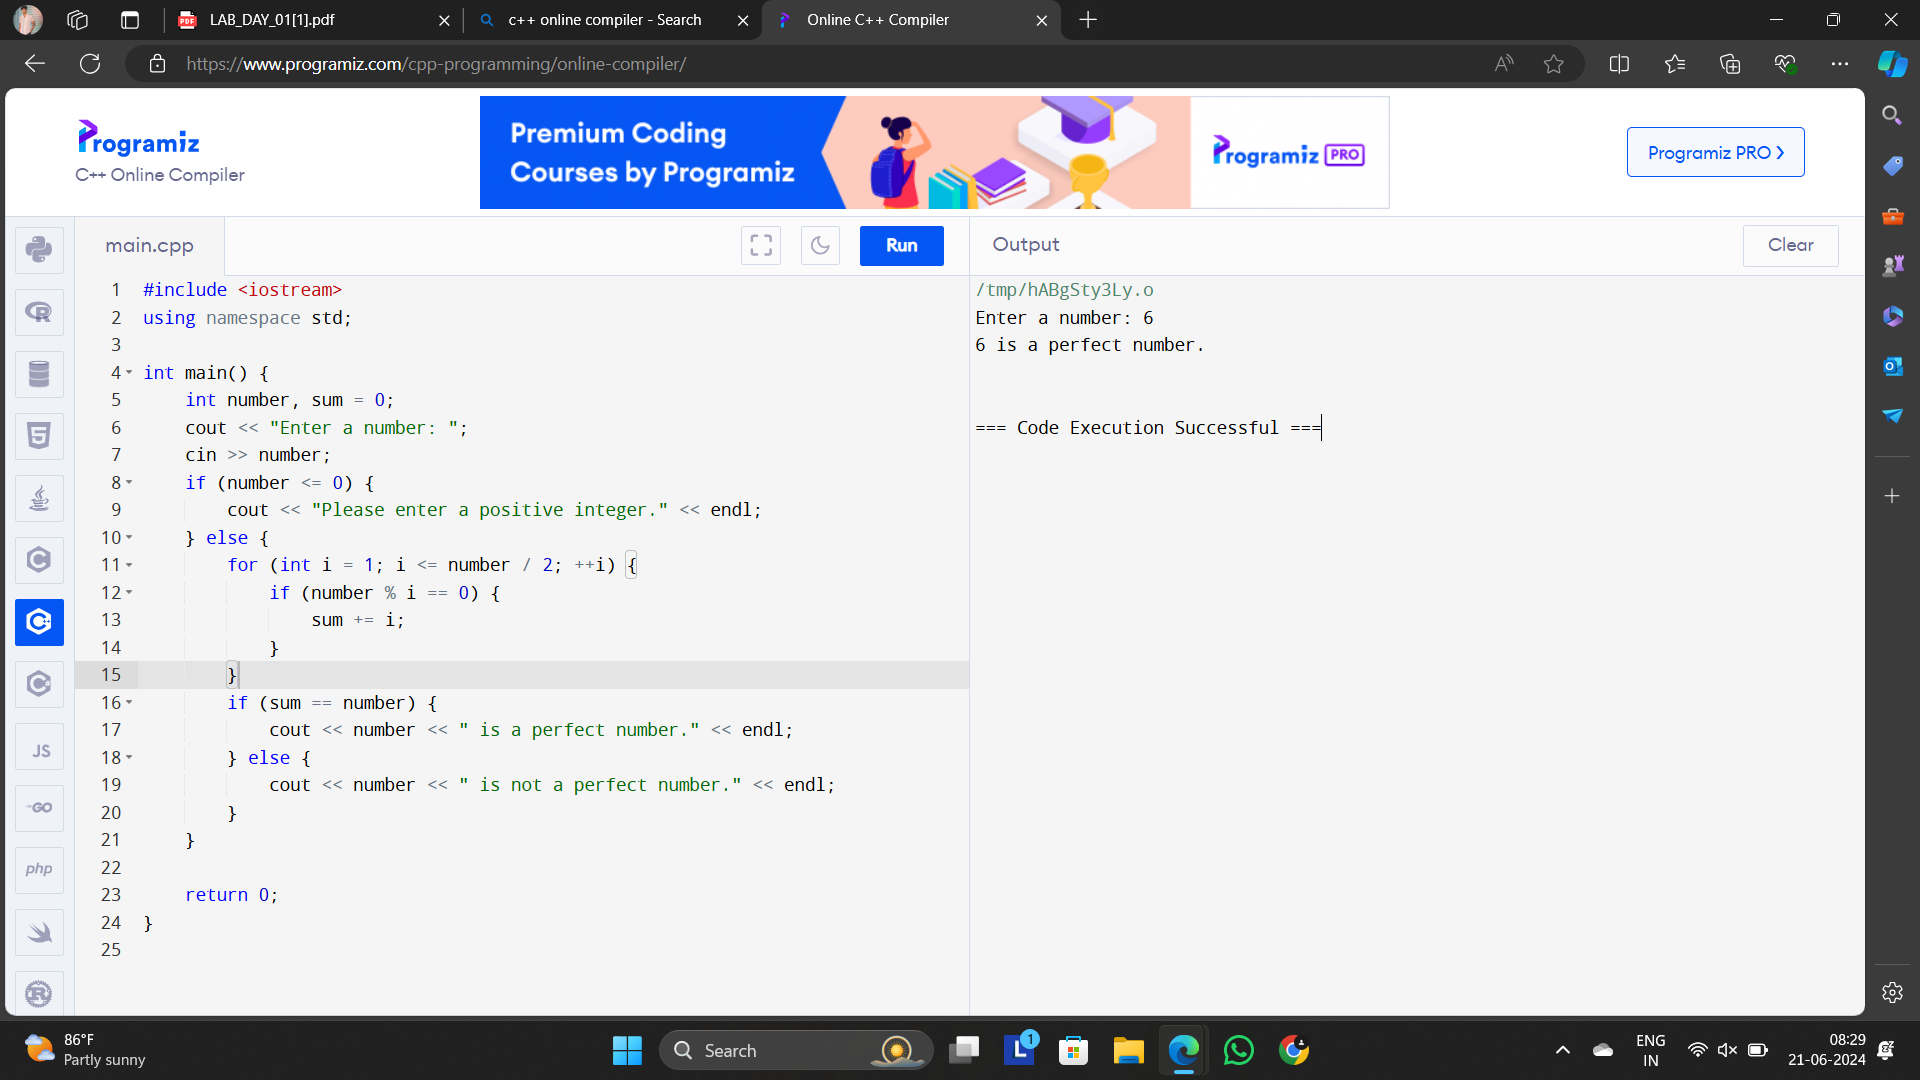 LAB_DAY_01[1].pdf
c++ online compiler - Search
Online C++ Compiler
https://www.programiz.com/cpp-programming/online-compiler/
Programiz
C++ Online Compiler
Premium Coding
Courses by Programiz
Programiz PRO
Programiz PRO
main.cpp
Run
Output
Clear
1 #include <iostream>
2 using namespace std;
3
4 int main() {
5     int number, sum = 0;
6     cout << "Enter a number: ";
7     cin >> number;
8     if (number <= 0) {
9         cout << "Please enter a positive integer." << endl;
10     } else {
11         for (int i = 1; i <= number / 2; ++i) {
12             if (number % i == 0) {
13                 sum += i;
14             }
15         }
16         if (sum == number) {
17             cout << number << " is a perfect number." << endl;
18         } else {
19             cout << number << " is not a perfect number." << endl;
20         }
21     }
22
23     return 0;
24 }
25
/tmp/hABgSty3Ly.o
Enter a number: 6
6 is a perfect number.
=== Code Execution Successful ===
JS
GO
php
86°F
Partly sunny
Search
1
ENG
IN
08:29
21-06-2024